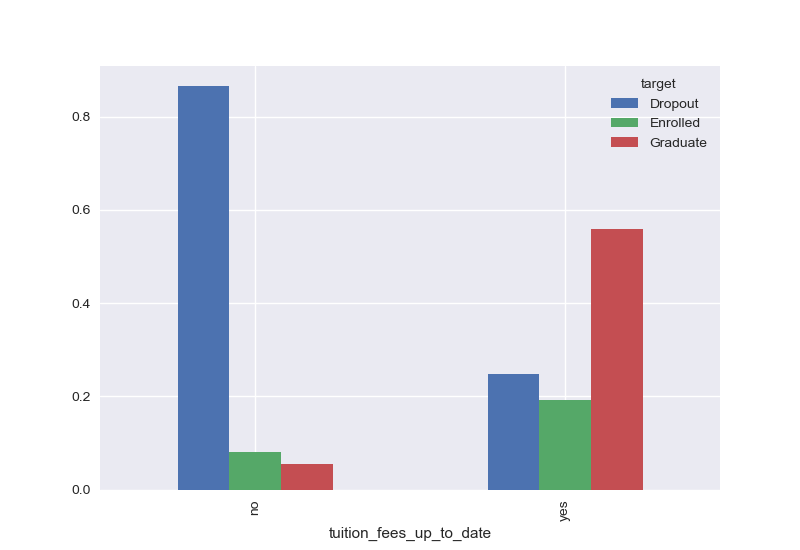 target
Dropout
Enrolled
Graduate
0.8
0.6
0.4
0.2
0.0
no
yes
tuition_fees_up_to_date